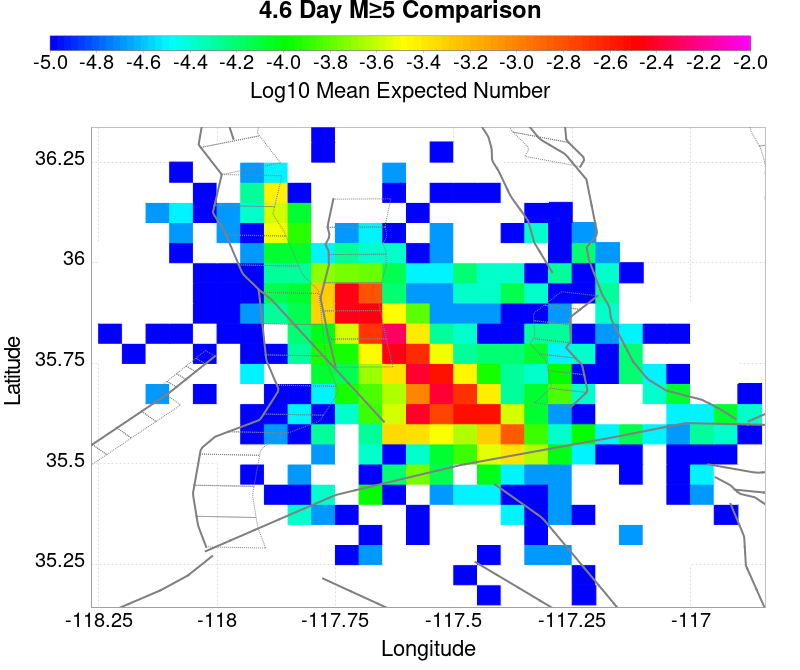 4.6 Day M≥5 Comparison
-5.0 -4.8 -4.6 -4.4 -4.2 -4.0 -3.8 -3.6 -3.4 -3.2 -3.0 -2.8 -2.6 -2.4 -2.2 -2.0
Log10 Mean Expected Number
36.25
36
35.75
35.5
35.25
Latitude
-118.25 -118 -117.75 -117.5 -117.25 -117
Longitude